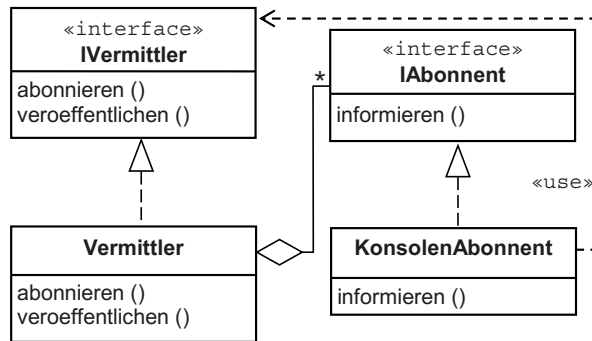 «interface»
IVermittler
abonnieren ()
veroeffentlichen ()
«interface»
IAbonnent
*
informieren ()
«use»
Vermittler
abonnieren ()
veroeffentlichen ()
KonsolenAbonnent
informieren ()